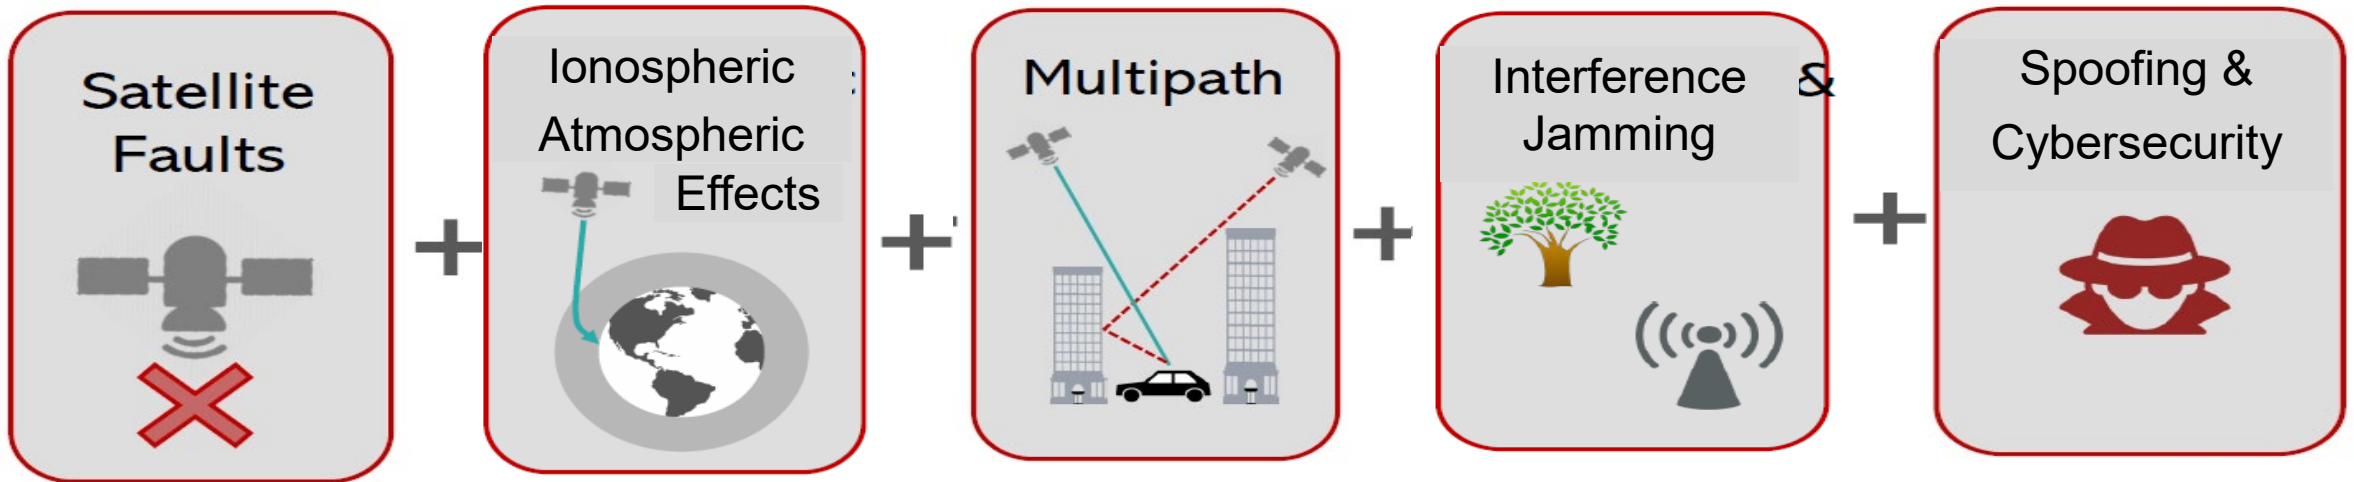 Satellite
Faults
+
Ionospheric
Atmospheric
Effects
+
Multipath
+
Interference &
Jamming
+
Spoofing &
Cybersecurity